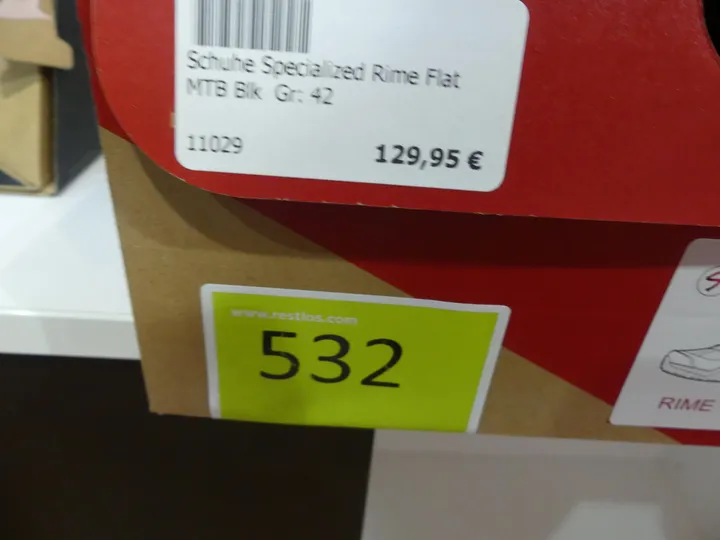 Schuhe Specialized Rime Flat
MTB Blk Gr: 42
11029
129,95 €
www.restlos.com
532
RIME